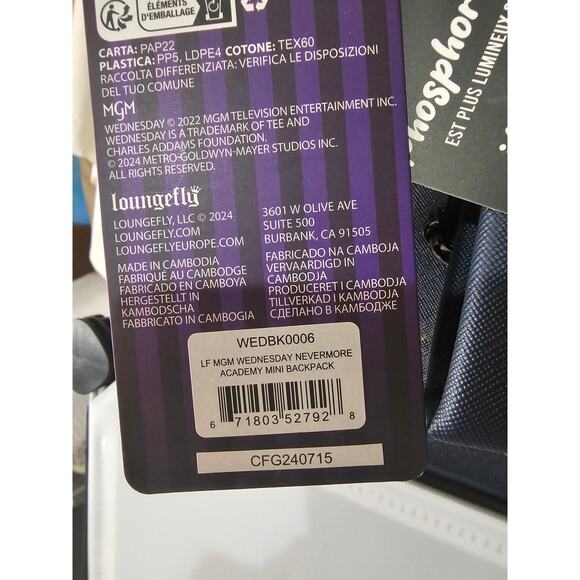 ÉLÉMENTS
D'EMBALLAGE
CARTA: PAP22
PLASTICA: PP5, LDPE4 COTONE: TEX60
RACCOLTA DIFFERENZIATA: VERIFICA LE DISPOSIZIONI
DEL TUO COMUNE
MGM
WEDNESDAY © 2022 MGM TELEVISION ENTERTAINMENT INC.
WEDNESDAY IS A TRADEMARK OF TEE AND
CHARLES ADDAMS FOUNDATION.
© 2024 METRO-GOLDWYN-MAYER STUDIOS INC.
ALL RIGHTS RESERVED.
loungefly
LOUNGEFLY, LLC © 2024
LOUNGEFLY.COM
LOUNGEFLYEUROPE.COM
3601 W OLIVE AVE
SUITE 500
BURBANK, CA 91505
MADE IN CAMBODIA
FABRIQUÉ AU CAMBODGE
FABRICADO EN CAMBOYA
HERGESTELLT IN
KAMBODSCHA
FABBRICATO IN CAMBOGIA
FABRICADO NA CAMBOJA
VERVAARDIGD IN
CAMBODJA
PRODUCERET I CAMBODJA
TILLVERKAD I KAMBODJA
СДЕЛАНО В КАМБОДЖЕ
WEDBK0006
LF MGM WEDNESDAY NEVERMORE
ACADEMY MINI BACKPACK
6 71803 52792 8
CFG240715
phosphor
EST PLUS LUMINEUX